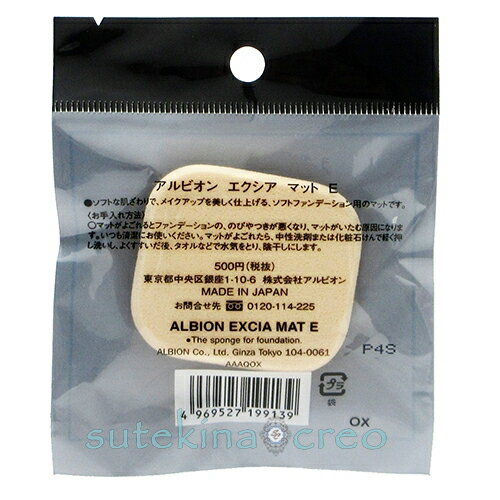 アルビオン エクシア マット E
●ソフトな肌ざわりで、メイクアップを美しく仕上げる、ソフトファンデーション用のマットです。
〈お手入れ方法〉
○マットがよごれるとファンデーションの、のびやつきが悪くなり、マットがいたむ原因になりま
す。いつも清潔にお使いください。マットがよごれたら、中性洗剤または化粧石けんで軽く押
し洗いし、よくすすいだ後、タオルなどで水気をとり、陰干しにします。
500円(税抜)
東京都中央区銀座1-10-6 株式会社アルビオン
MADE IN JAPAN
お問合せ先 0120-114-225
ALBION EXCIA MAT E
●The sponge for foundation.
ALBION Co., Ltd. Ginza Tokyo 104-0061
AAAQOX
P4S
4 969527 199139
プラ
袋
OX
sutekina creo